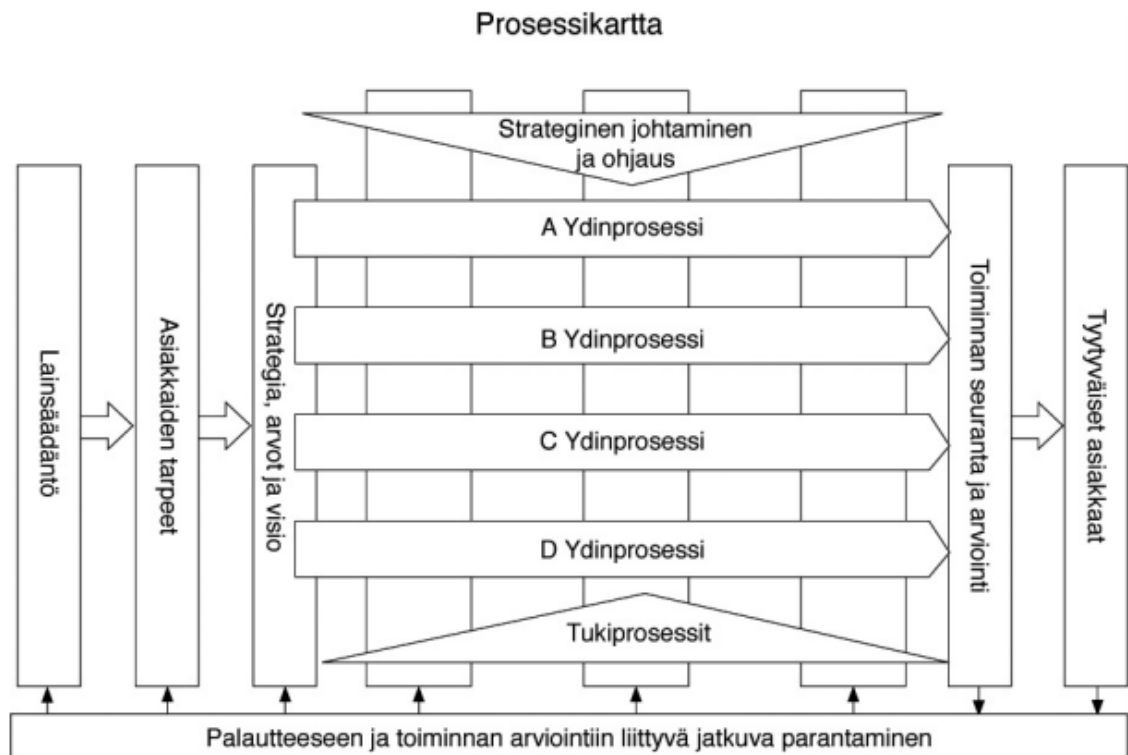 Prosessikartta
Strateginen johtaminen
ja ohjaus
Lainsäädäntö
Asiakkaiden tarpeet
Strategia, arvot ja visio
A Ydinprosessi
B Ydinprosessi
C Ydinprosessi
D Ydinprosessi
Tukiprosessit
Toiminnan seuranta ja arviointi
Tyytyväiset asiakkaat
Palautteeseen ja toiminnan arviointiin liittyvä jatkuva parantaminen